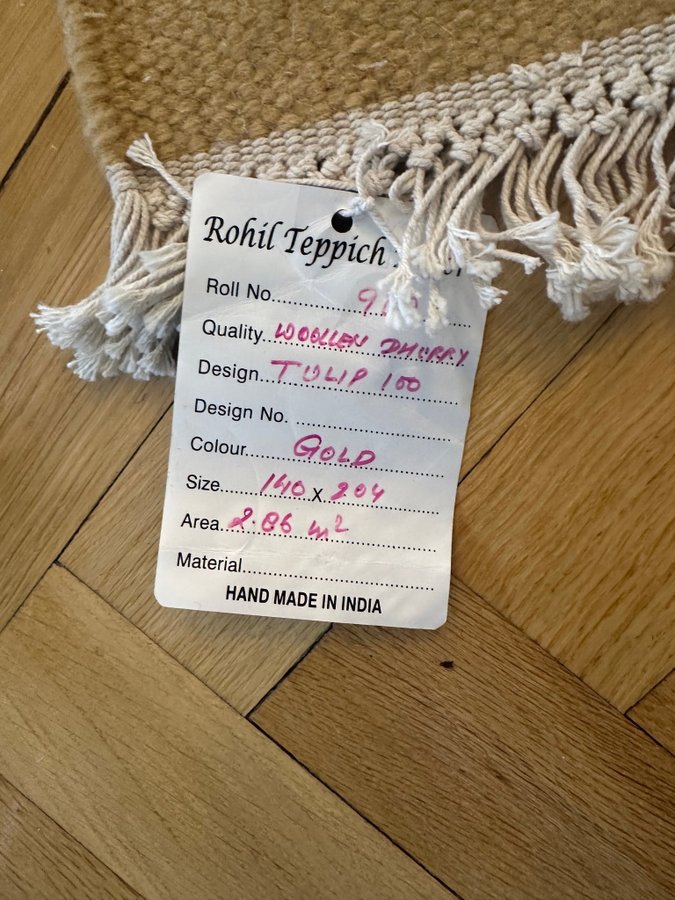 Rohil Teppich
Roll No.
Quality WOOLLEN DHURRY
Design TULIP 100
Design No.
Colour GOLD
Size 140 x 204
Area 2.86 m²
Material
HAND MADE IN INDIA